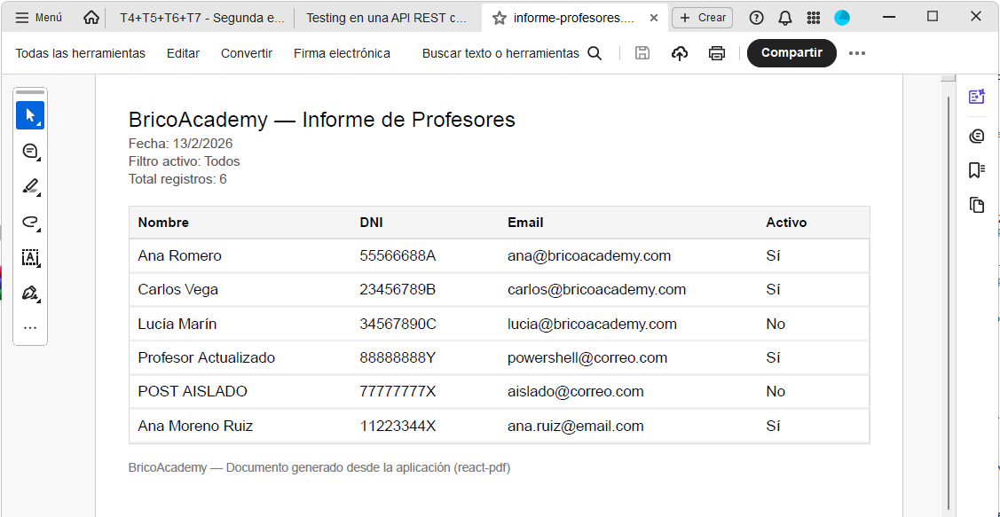 Menú
T4+T5+T6+T7 - Segunda e...
Testing en una API REST c...
informe-profesores....
Crear
Todas las herramientas
Editar
Convertir
Firma electrónica
Buscar texto o herramientas
Compartir
BricoAcademy — Informe de Profesores
Fecha: 13/2/2026
Filtro activo: Todos
Total registros: 6
Nombre DNI Email Activo
Ana Romero 55566688A ana@bricoacademy.com Sí
Carlos Vega 23456789B carlos@bricoacademy.com Sí
Lucía Marín 34567890C lucia@bricoacademy.com No
Profesor Actualizado 88888888Y powershell@correo.com Sí
POST AISLADO 77777777X aislado@correo.com No
Ana Moreno Ruiz 11223344X ana.ruiz@email.com Sí
BricoAcademy — Documento generado desde la aplicación (react-pdf)